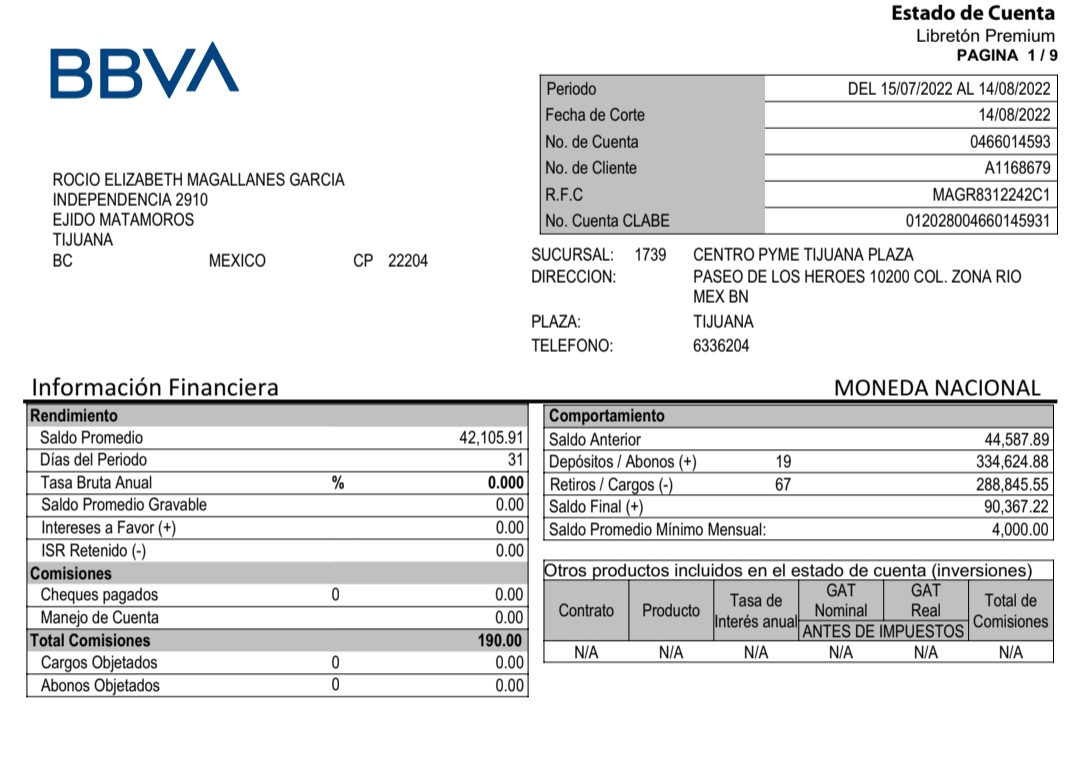 Estado de Cuenta
Libretón Premium
PAGINA 1 / 9
BBVA
Periodo DEL 15/07/2022 AL 14/08/2022
Fecha de Corte 14/08/2022
No. de Cuenta 0466014593
No. de Cliente A1168679
R.F.C MAGR8312242C1
No. Cuenta CLABE 012028004660145931
ROCIO ELIZABETH MAGALLANES GARCIA
INDEPENDENCIA 2910
EJIDO MATAMOROS
TIJUANA
BC MEXICO CP 22204
SUCURSAL: 1739 CENTRO PYME TIJUANA PLAZA
DIRECCION: PASEO DE LOS HEROES 10200 COL. ZONA RIO
MEX BN
PLAZA: TIJUANA
TELEFONO: 6336204
Información Financiera MONEDA NACIONAL
Rendimiento
Saldo Promedio 42,105.91
Días del Periodo 31
Tasa Bruta Anual % 0.000
Saldo Promedio Gravable 0.00
Intereses a Favor (+) 0.00
ISR Retenido (-) 0.00
Comisiones
Cheques pagados 0 0.00
Manejo de Cuenta 0.00
Total Comisiones 190.00
Cargos Objetados 0 0.00
Abonos Objetados 0 0.00
Comportamiento
Saldo Anterior 44,587.89
Depósitos / Abonos (+) 19 334,624.88
Retiros / Cargos (-) 67 288,845.55
Saldo Final (+) 90,367.22
Saldo Promedio Mínimo Mensual: 4,000.00
Otros productos incluidos en el estado de cuenta (inversiones)
Contrato Producto Tasa de Interés anual GAT Nominal GAT Real Total de Comisiones
ANTES DE IMPUESTOS
N/A N/A N/A N/A N/A N/A